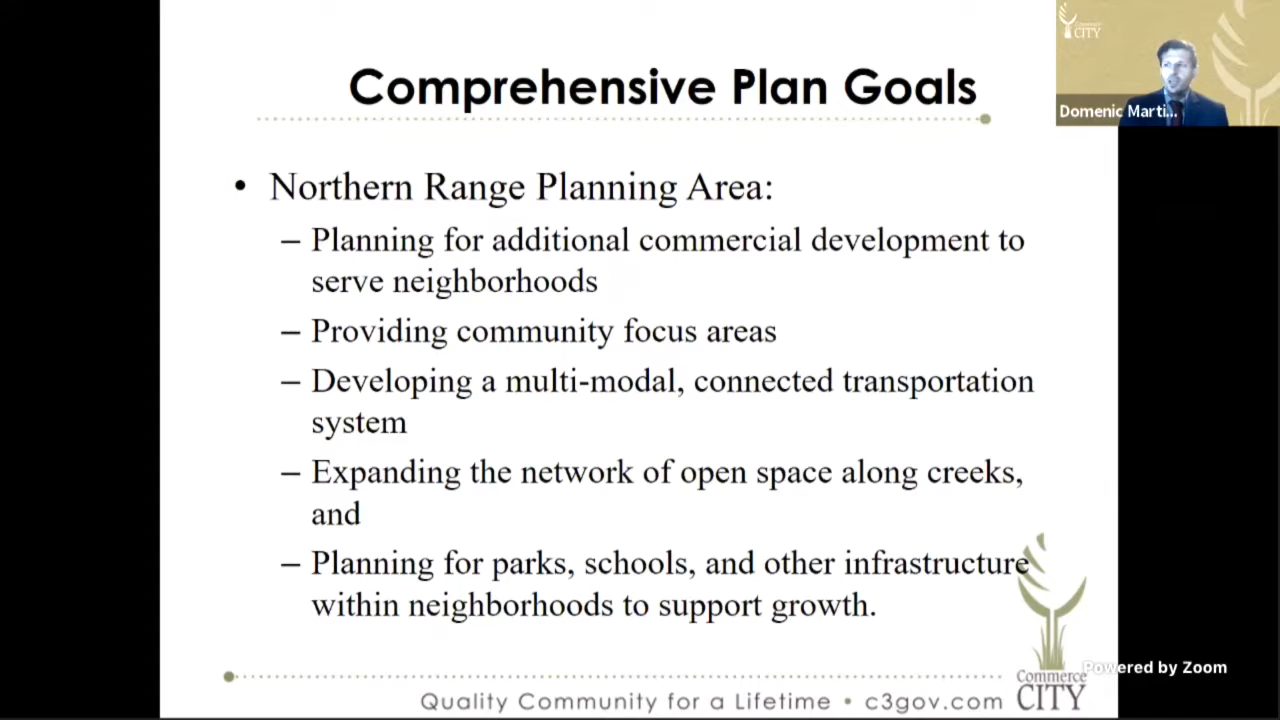 Comprehensive Plan Goals
Commerce
CITY
Domenic Marti...
• Northern Range Planning Area:
– Planning for additional commercial development to
serve neighborhoods
– Providing community focus areas
– Developing a multi-modal, connected transportation
system
– Expanding the network of open space along creeks,
and
– Planning for parks, schools, and other infrastructure
within neighborhoods to support growth.
Powered by Zoom
Commerce
CITY
Quality Community for a Lifetime • c3gov.com